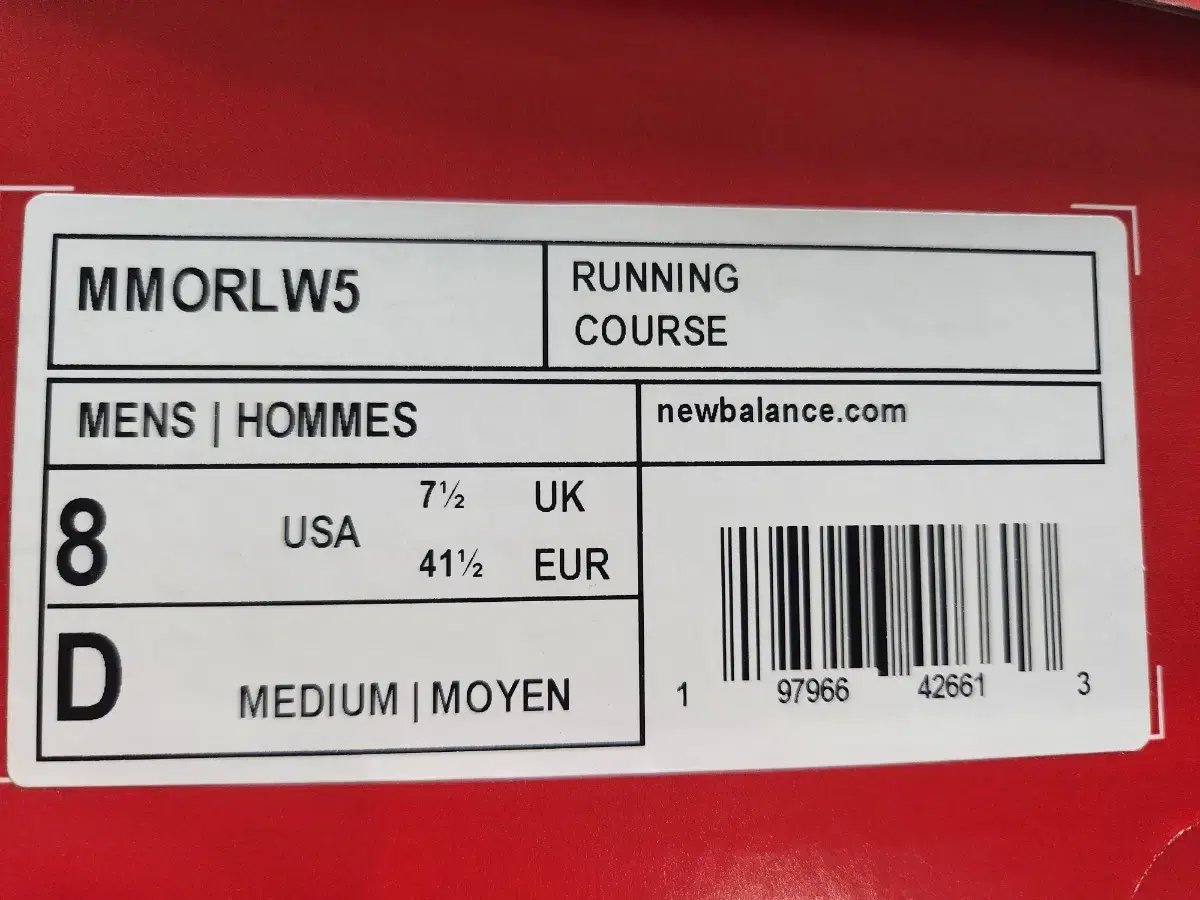 MMORLW5
RUNNING
COURSE
MENS | HOMMES
newbalance.com
8 USA 7½ UK
41½ EUR
D MEDIUM | MOYEN
1 97966 42661 3